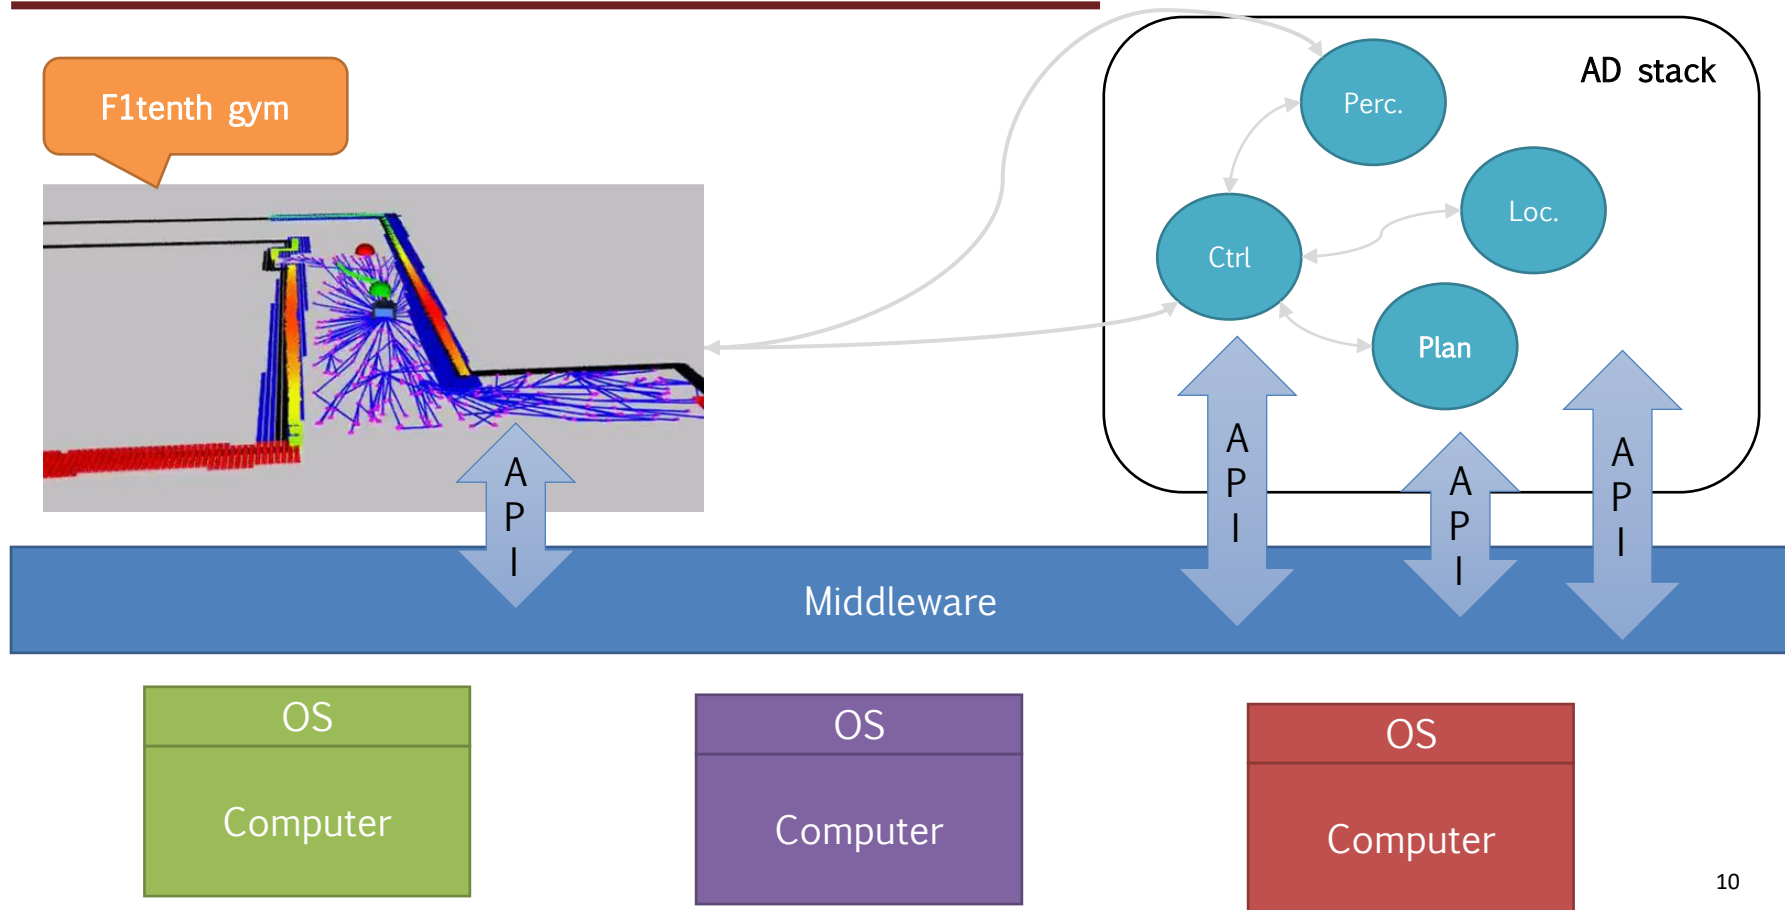 F1tenth gym
AD stack
Perc.
Loc.
Ctrl
Plan
A
P
I
A
P
I
A
P
I
A
P
I
Middleware
OS
Computer
OS
Computer
OS
Computer
10